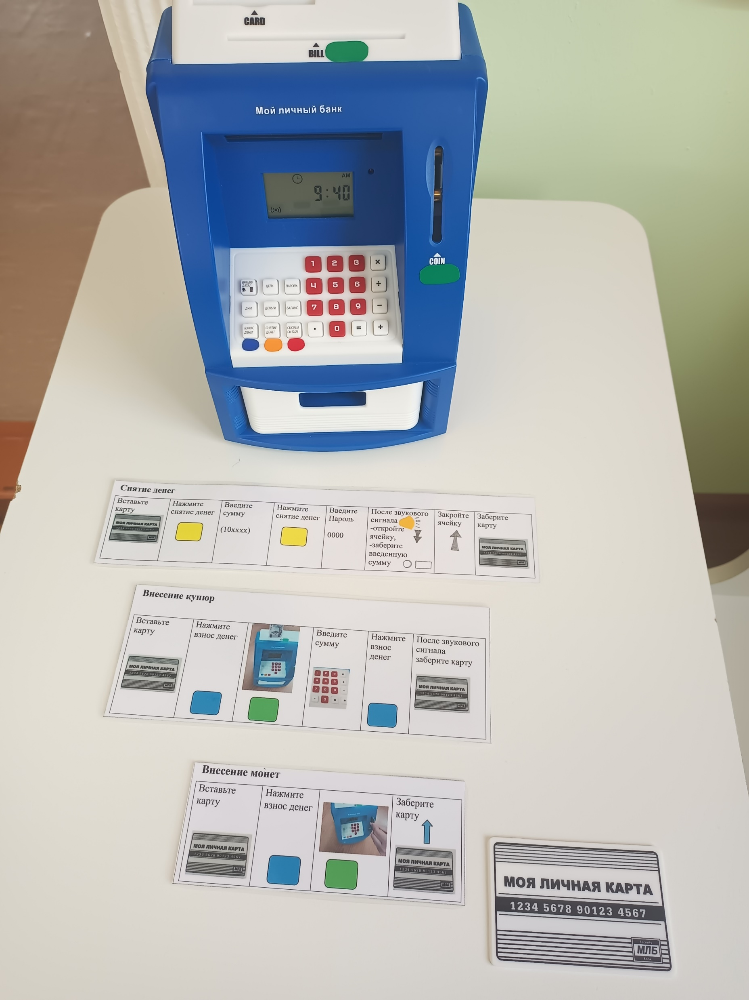 CARD
BILL
Мой личный банк
AM
9:40
1 2 3 ×
ВРЕМЯ/
ДАТА/
ЦЕЛЬ
ПАРОЛЬ
4 5 6 ÷
ДНИ
ДЕНЬГИ
БАЛАНС
7 8 9 −
ВЗНОС
ДЕНЕГ
СНЯТИЕ
ДЕНЕГ
CE/C/ALM
ON 12/24
. 0 = +
COIN
Снятие денег
Вставьте
карту
МОЯ ЛИЧНАЯ КАРТА
1234 5678 90123 4567
МЛБ
Нажмите
снятие денег
Введите
сумму
(10хххх)
Нажмите
снятие денег
Введите
Пароль
0000
После звукового
сигнала
-откройте
ячейку,
-заберите
введенную
сумму
Закройте
ячейку
Заберите
карту
МОЯ ЛИЧНАЯ КАРТА
1234 5678 90123 4567
МЛБ
Внесение купюр
Вставьте
карту
МОЯ ЛИЧНАЯ КАРТА
1234 5678 90123 4567
МЛБ
Нажмите
взнос денег
Введите
сумму
1 2 3 ×
4 5 6 ÷
7 8 9 −
. 0 = +
Нажмите
взнос
денег
После звукового
сигнала
заберите карту
МОЯ ЛИЧНАЯ КАРТА
1234 5678 90123 4567
МЛБ
Внесение монет
Вставьте
карту
МОЯ ЛИЧНАЯ КАРТА
1234 5678 90123 4567
МЛБ
Нажмите
взнос денег
Заберите
карту
МОЯ ЛИЧНАЯ КАРТА
1234 5678 90123 4567
МЛБ
МОЯ ЛИЧНАЯ КАРТА
1234 5678 90123 4567
Security
МЛБ
Bank